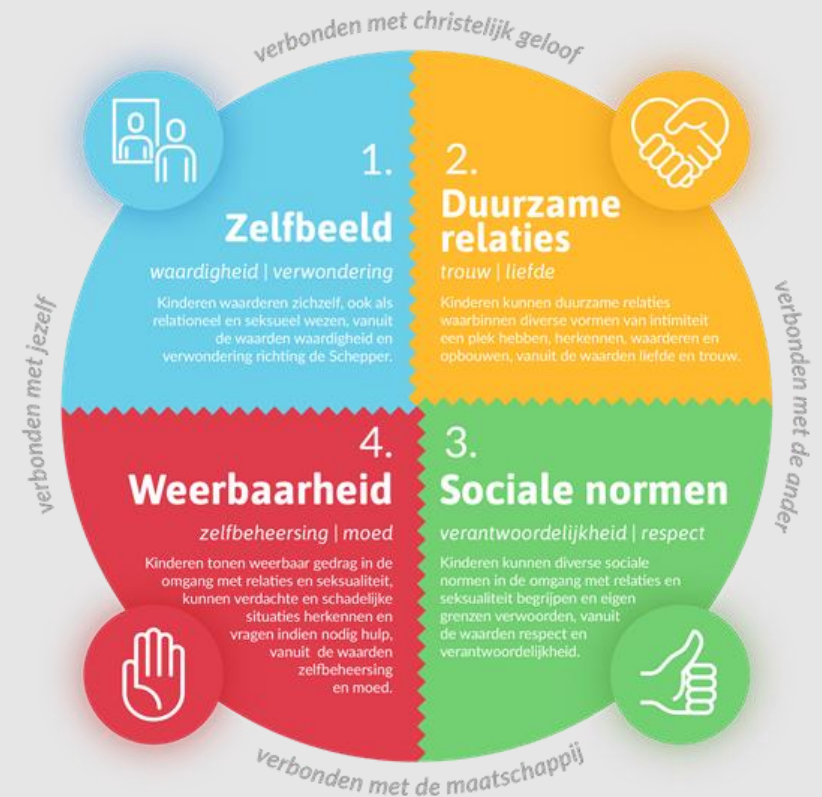 verbonden met christelijk geloof
1.
Zelfbeeld
waardigheid | verwondering
Kinderen waarderen zichzelf, ook als
relationeel en seksueel wezen, vanuit
de waarden waardigheid en
verwondering richting de Schepper.
2.
Duurzame
relaties
trouw | liefde
Kinderen kunnen duurzame relaties
waarbinnen diverse vormen van intimiteit
een plek hebben, herkennen, waarderen en
opbouwen, vanuit de waarden liefde en trouw.
verbonden met de ander
3.
Sociale normen
verantwoordelijkheid | respect
Kinderen kunnen diverse sociale
normen in de omgang met relaties en
seksualiteit begrijpen en eigen
grenzen verwoorden, vanuit
de waarden respect en
verantwoordelijkheid.
4.
Weerbaarheid
zelfbeheersing | moed
Kinderen tonen weerbaar gedrag in de
omgang met relaties en seksualiteit,
kunnen verdachte en schadelijke
situaties herkennen en
vragen indien nodig hulp,
vanuit de waarden
zelfbeheersing
en moed.
verbonden met de maatschappij
verbonden met jezelf